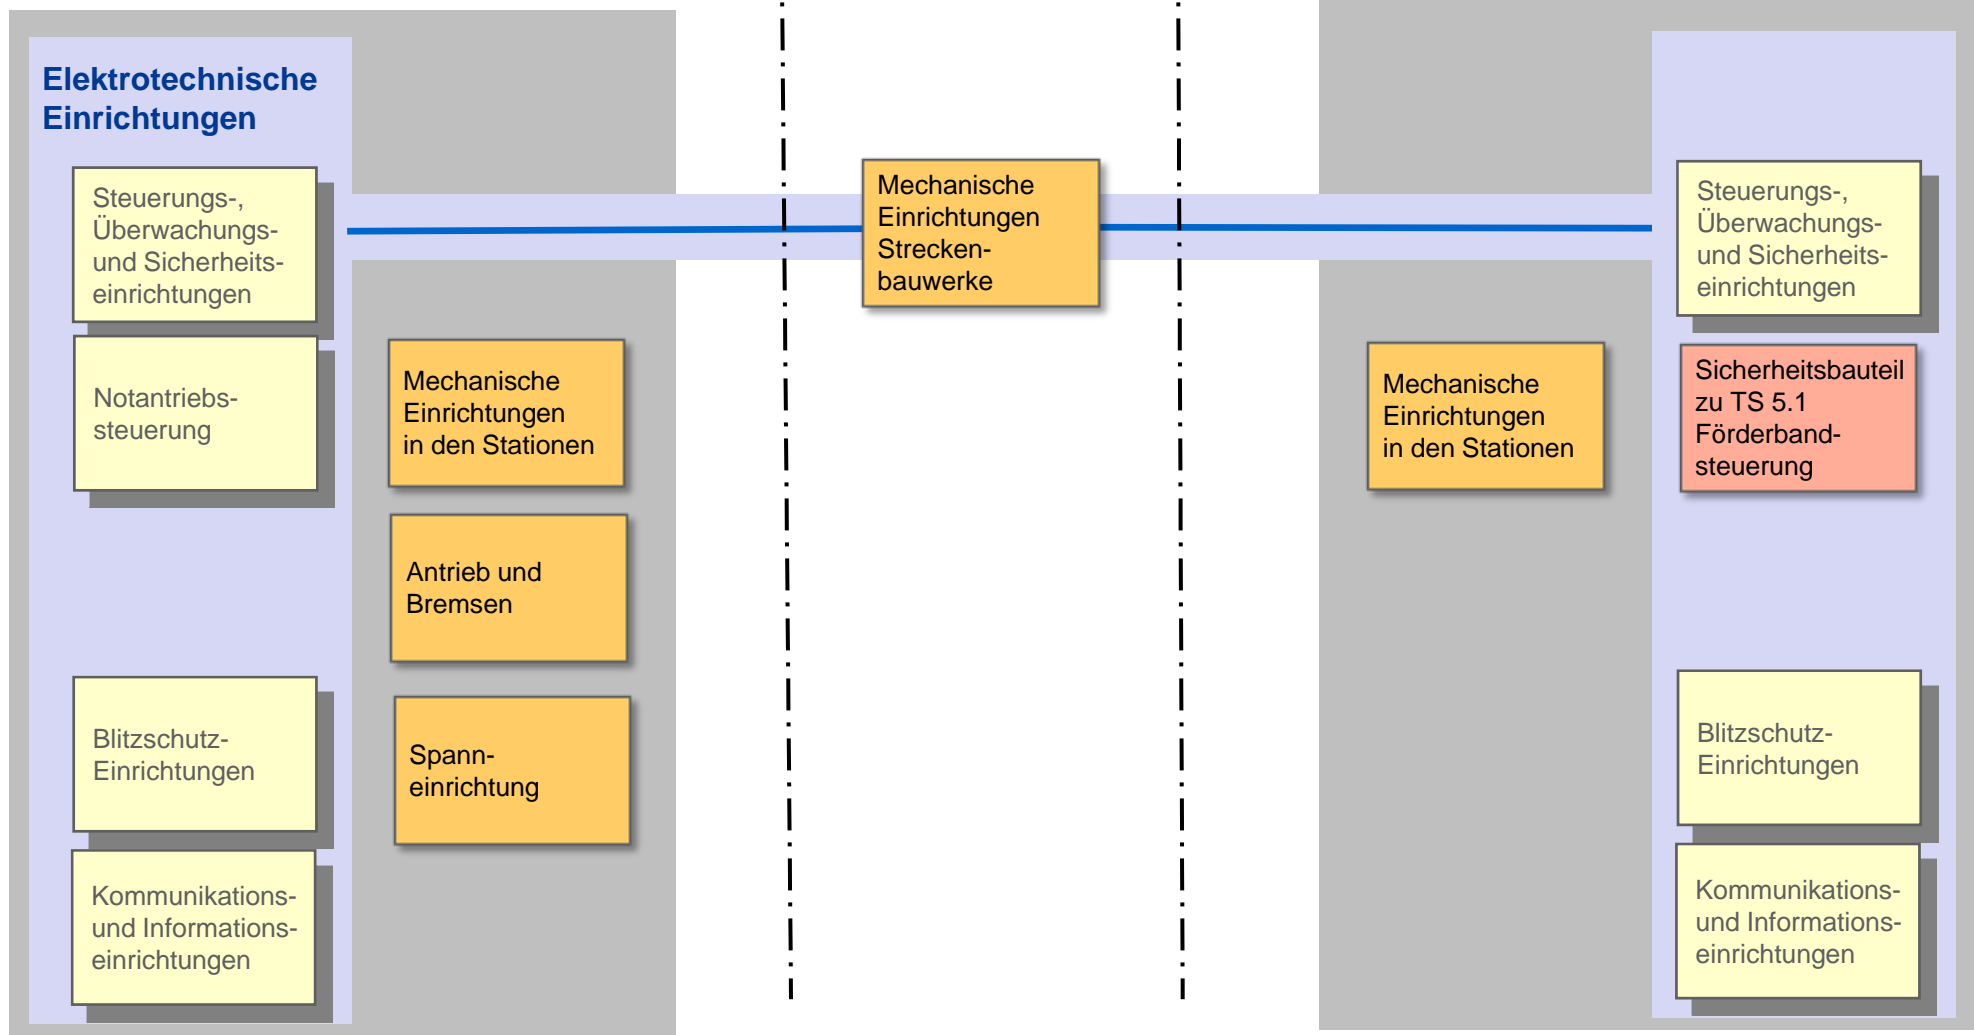 Elektrotechnische
Einrichtungen
Steuerungs-,
Überwachungs-
und Sicherheits-
einrichtungen
Notantriebs-
steuerung
Blitzschutz-
Einrichtungen
Kommunikations-
und Informations-
einrichtungen
Mechanische
Einrichtungen
in den Stationen
Antrieb und
Bremsen
Spann-
einrichtung
Mechanische
Einrichtungen
Strecken-
bauwerke
Mechanische
Einrichtungen
in den Stationen
Steuerungs-,
Überwachungs-
und Sicherheits-
einrichtungen
Sicherheitsbauteil
zu TS 5.1
Förderband-
steuerung
Blitzschutz-
Einrichtungen
Kommunikations-
und Informations-
einrichtungen